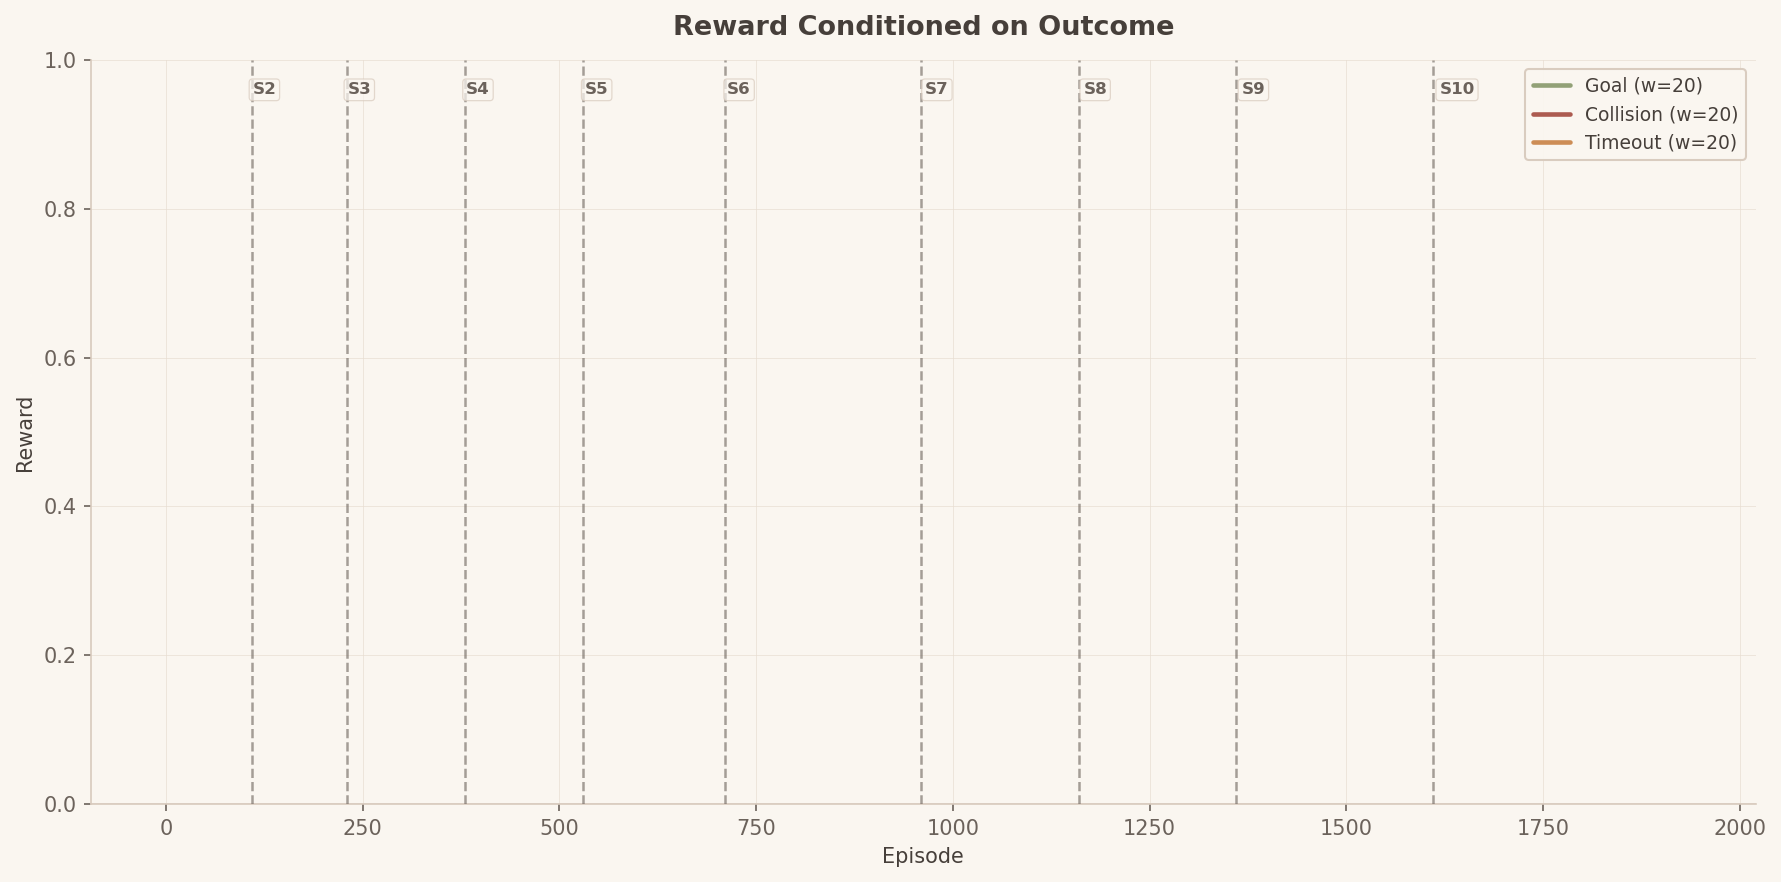 Reward Conditioned on Outcome
1.0
S2 S3 S4 S5 S6 S7 S8 S9 S10
Goal (w=20)
Collision (w=20)
Timeout (w=20)
0.8
0.6
Reward
0.4
0.2
0.0
0 250 500 750 1000 1250 1500 1750 2000
Episode